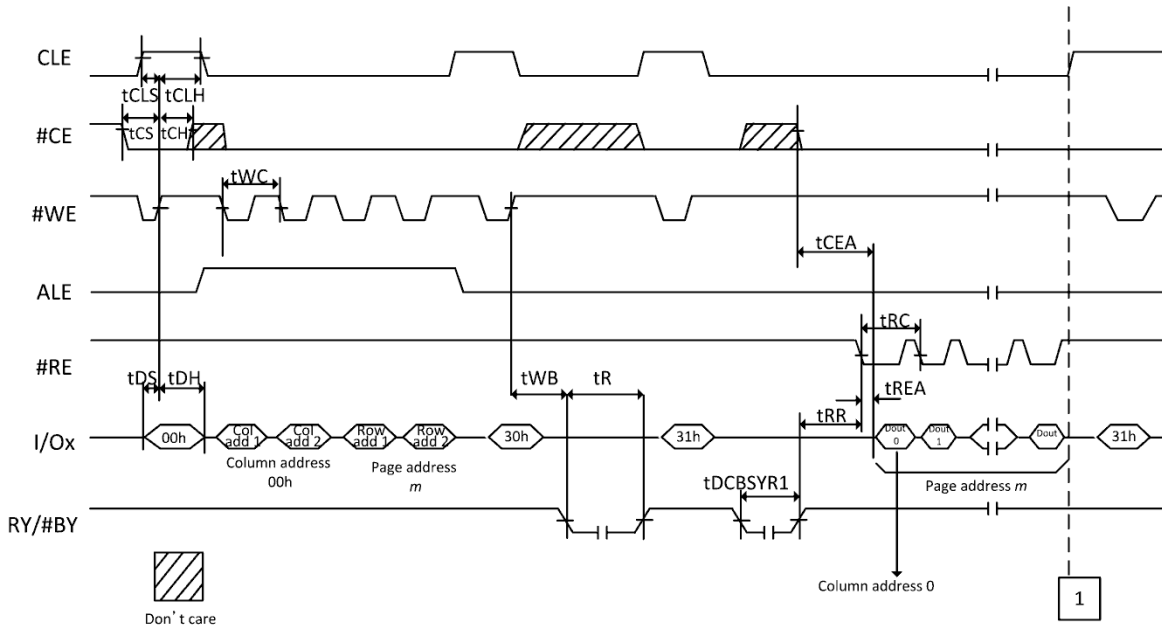 CLE
tCLS tCLH
#CE
tCS tCH
tWC
#WE
tCEA
ALE
tRC
#RE
tDS tDH
tWB tR
tREA
tRR
I/Ox
00h
Col add 1
Col add 2
Row add 1
Row add 2
30h
31h
Dout 0
Dout 1
Dout
31h
Column address
00h
Page address
m
tDCBSYR1
Page address m
RY/#BY
Column address 0
1
Don't care